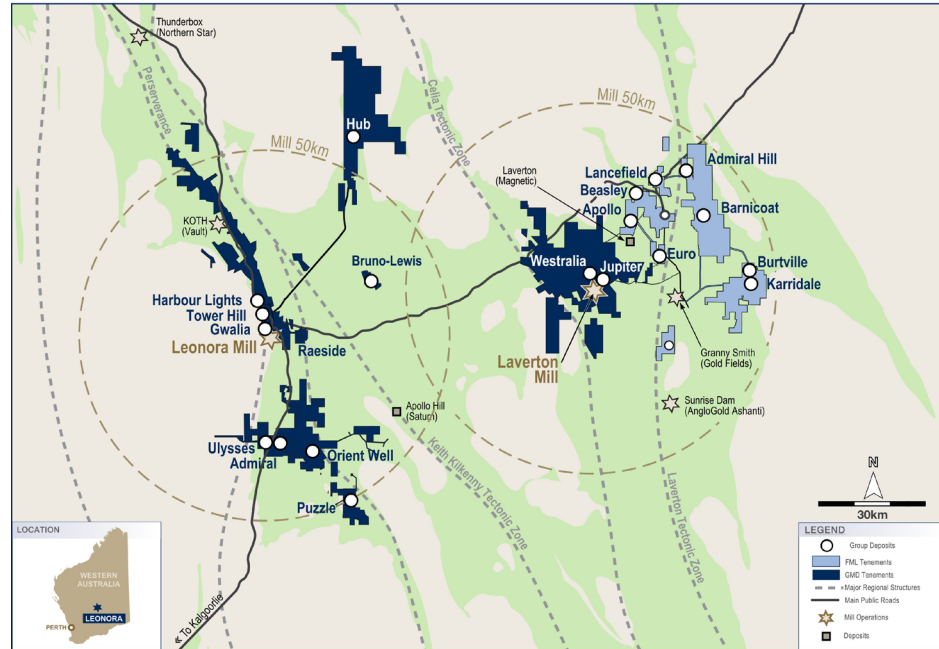 Thunderbox
(Northern Star)
Perseverance
Hub
Mill 50km
Celia Tectonic Zone
Mill 50km
Laverton
(Magnetic)
Lancefield
Beasley
Apollo
Admiral Hill
Barnicoat
KOTH
(Vault)
Bruno-Lewis
Westralia
Jupiter
Euro
Burtville
Karridale
Harbour Lights
Tower Hill
Gwalia
Leonora Mill
Raeside
Laverton
Mill
Granny Smith
(Gold Fields)
Apollo Hill
(Saturn)
Sunrise Dam
(AngloGold Ashanti)
Ulysses
Admiral
Orient Well
Puzzle
Keith Kilkenny Tectonic Zone
Laverton Tectonic Zone
<< To Kalgoorlie
N
30km
LOCATION
WESTERN
AUSTRALIA
LEONORA
PERTH
LEGEND
Group Deposits
FML Tenements
GMD Tenements
Major Regional Structures
Main Public Roads
Mill Operations
Deposits